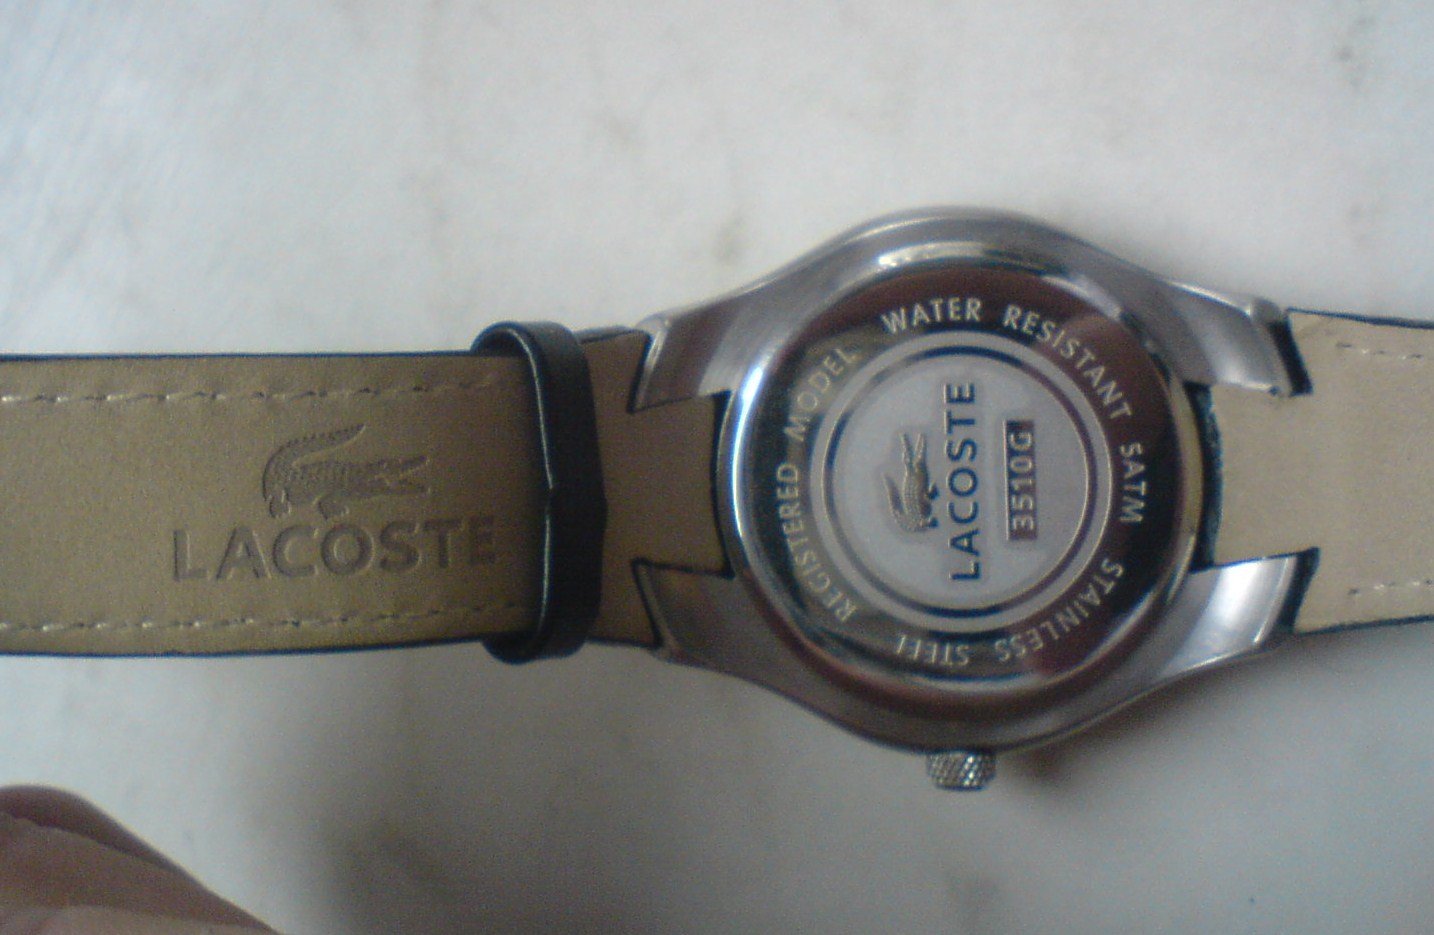 LACOSTE
REGISTERED MODEL WATER RESISTANT 5ATM STAINLESS STEEL
LACOSTE
3510G